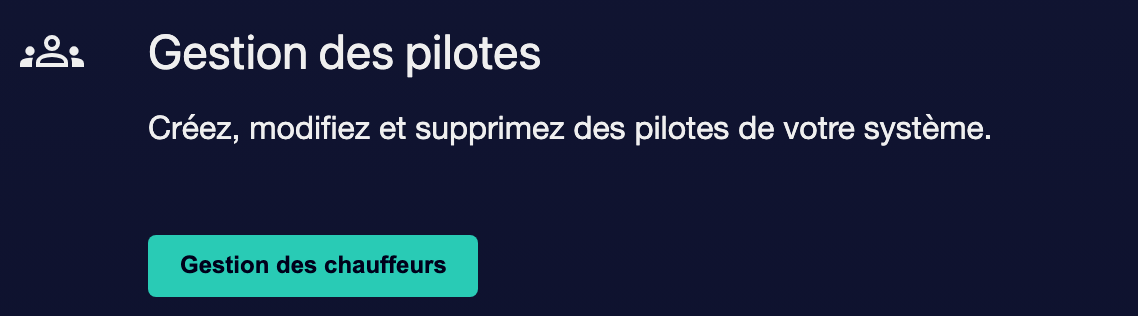 Gestion des pilotes
Créez, modifiez et supprimez des pilotes de votre système.
Gestion des chauffeurs